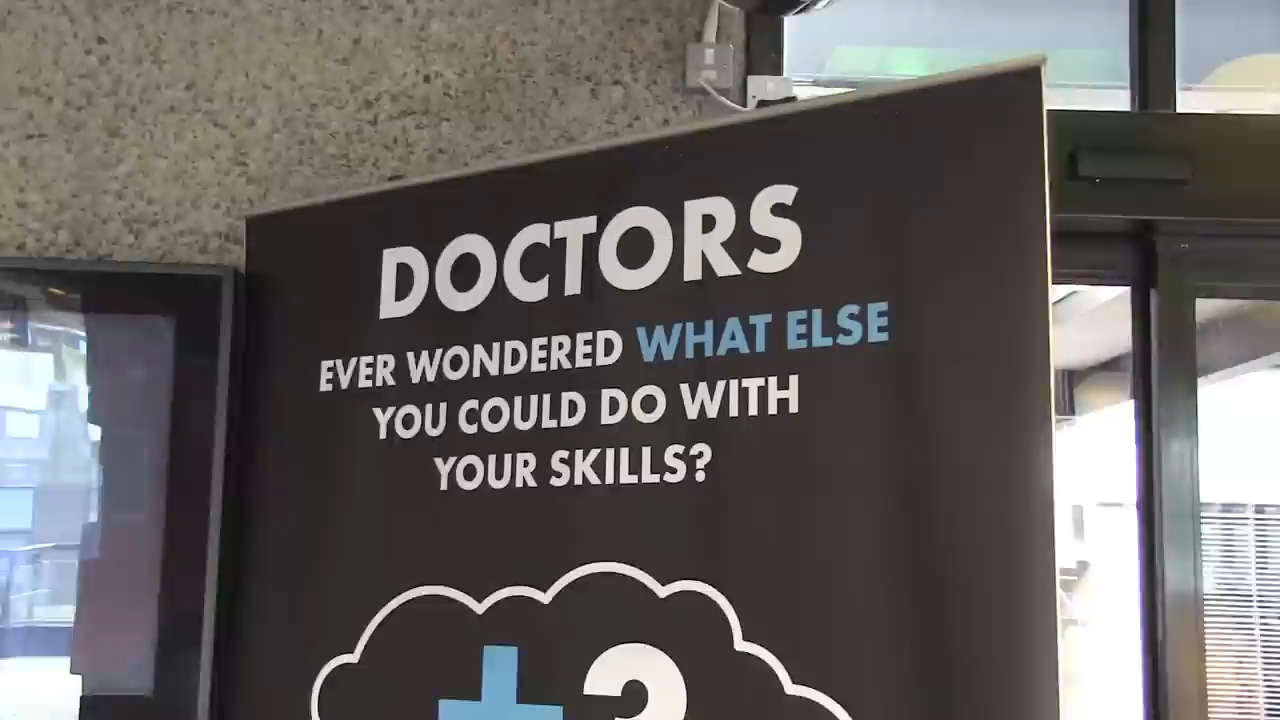 DOCTORS
EVER WONDERED WHAT ELSE
YOU COULD DO WITH
YOUR SKILLS?
+?